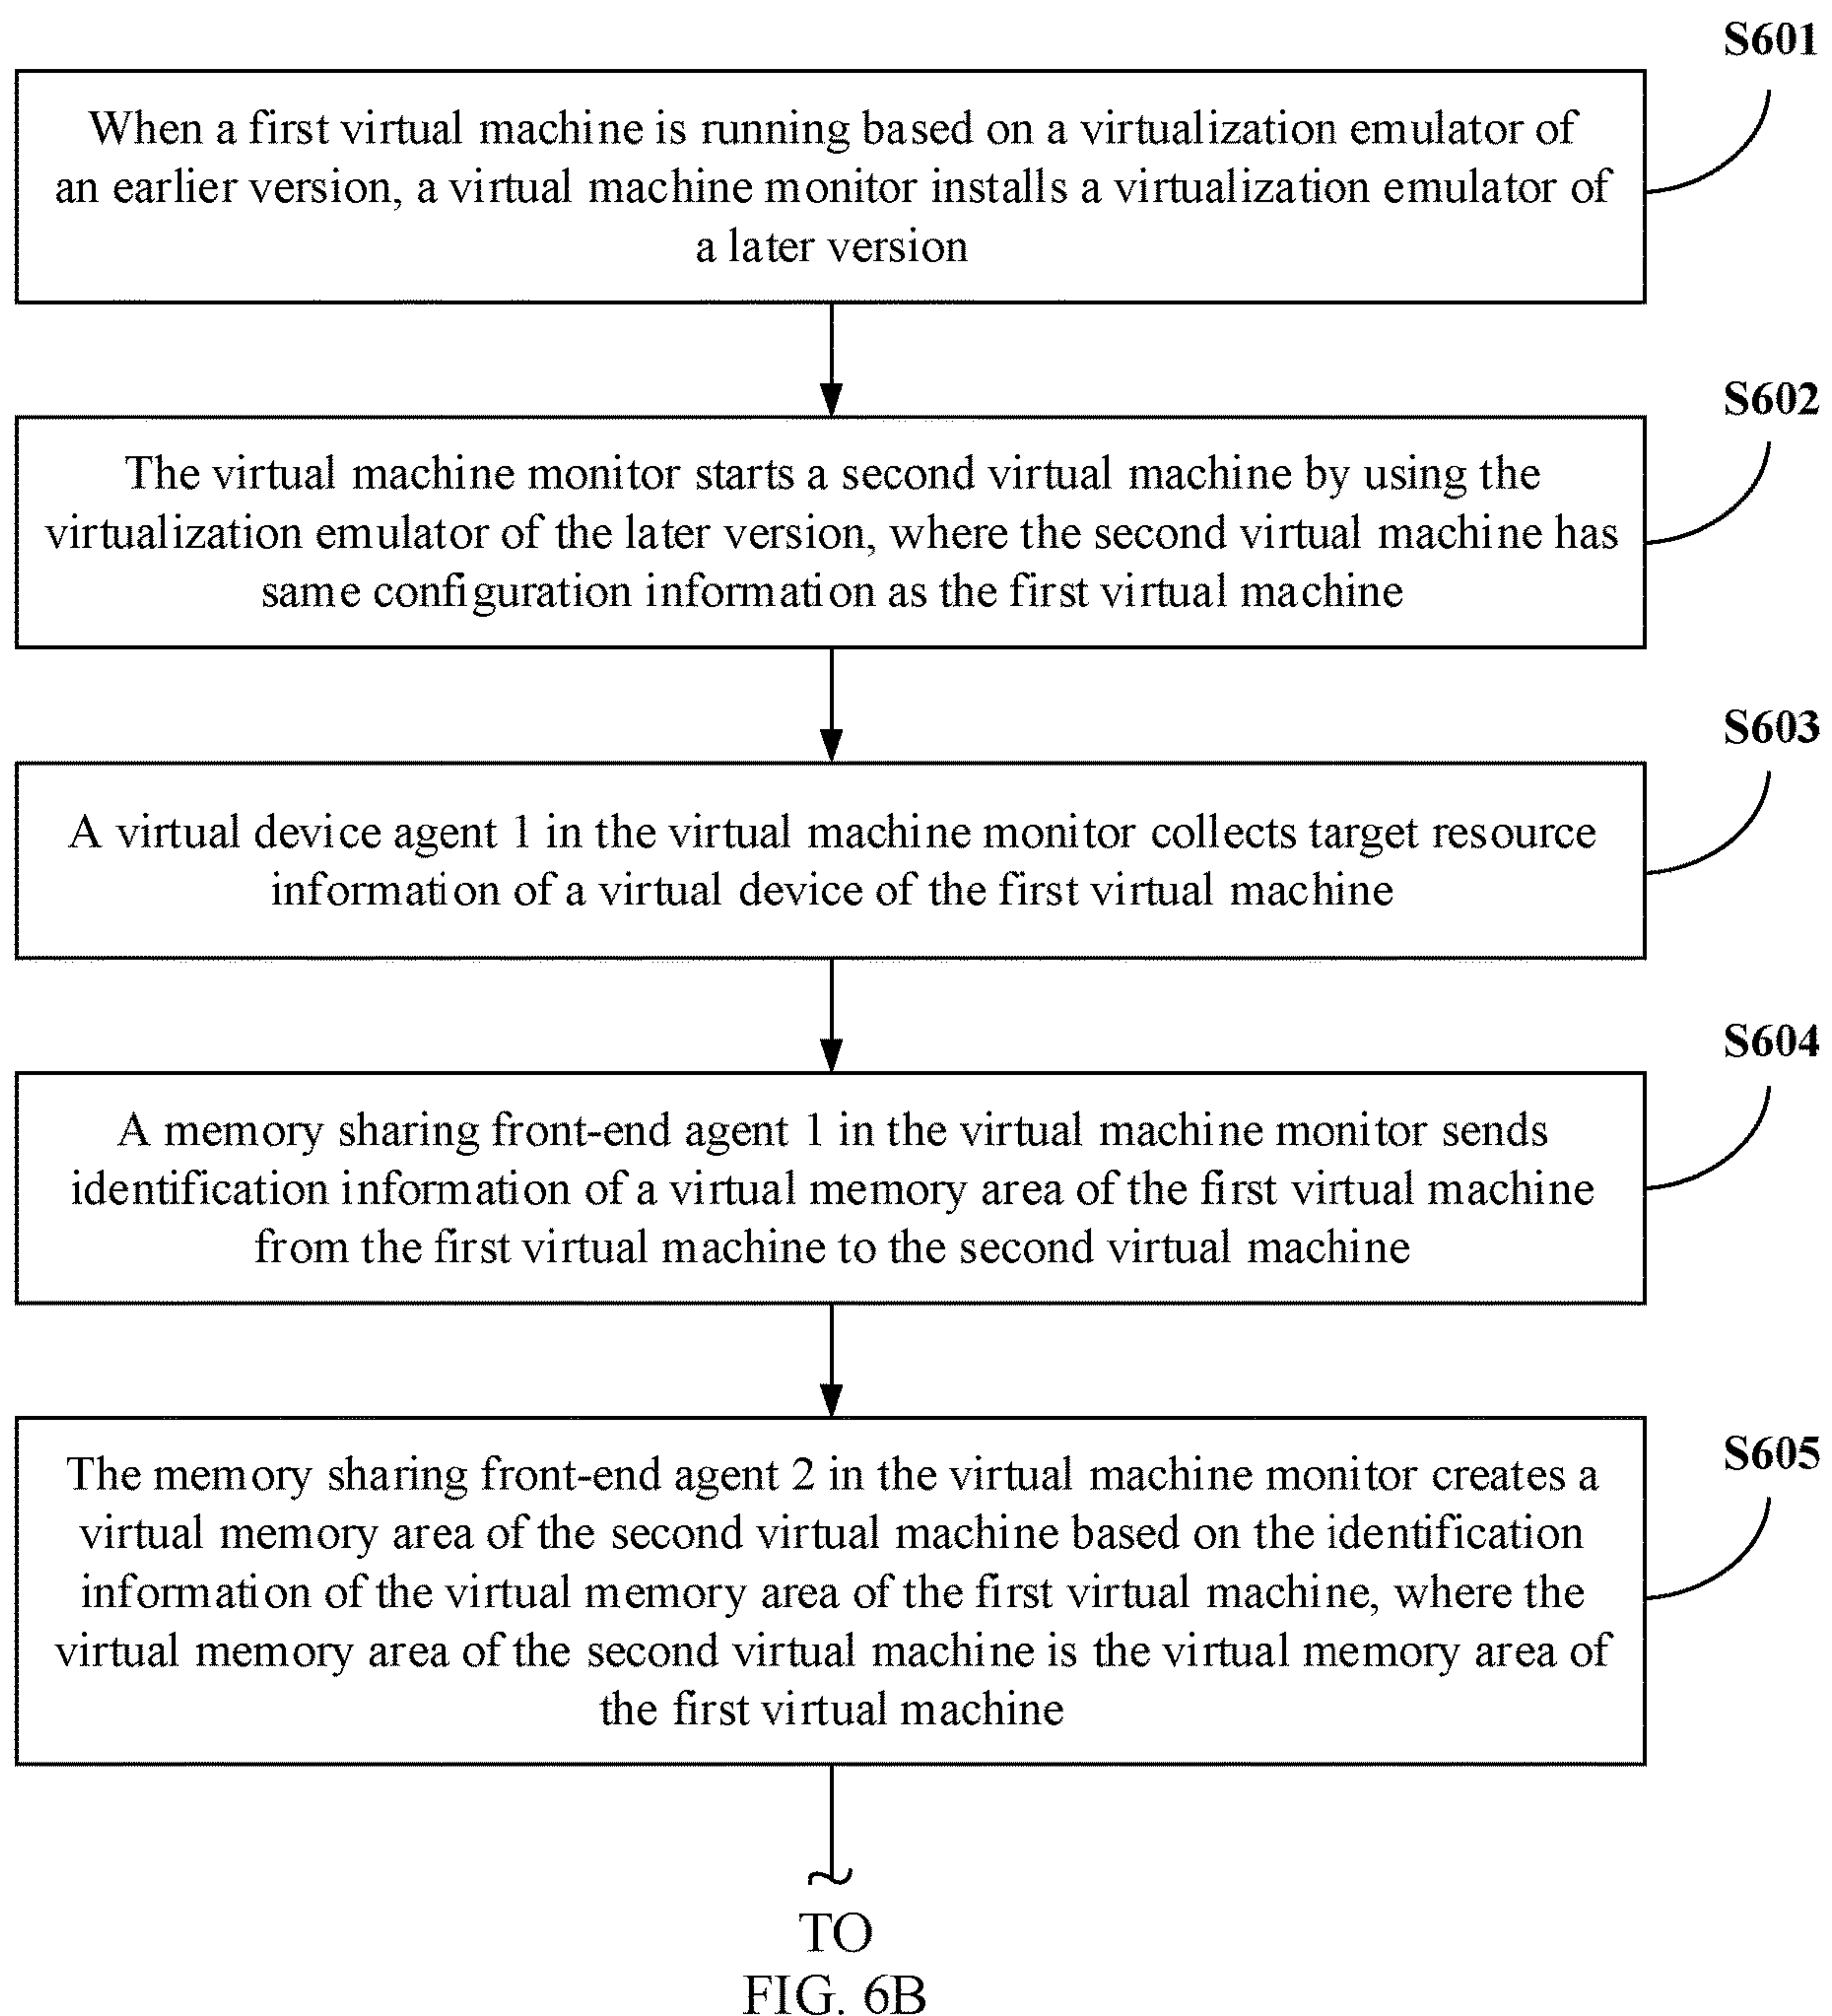 S601
When a first virtual machine is running based on a virtualization emulator of
an earlier version, a virtual machine monitor installs a virtualization emulator of
a later version
S602
The virtual machine monitor starts a second virtual machine by using the
virtualization emulator of the later version, where the second virtual machine has
same configuration information as the first virtual machine
S603
A virtual device agent 1 in the virtual machine monitor collects target resource
information of a virtual device of the first virtual machine
S604
A memory sharing front-end agent 1 in the virtual machine monitor sends
identification information of a virtual memory area of the first virtual machine
from the first virtual machine to the second virtual machine
S605
The memory sharing front-end agent 2 in the virtual machine monitor creates a
virtual memory area of the second virtual machine based on the identification
information of the virtual memory area of the first virtual machine, where the
virtual memory area of the second virtual machine is the virtual memory area of
the first virtual machine
TO
FIG. 6B